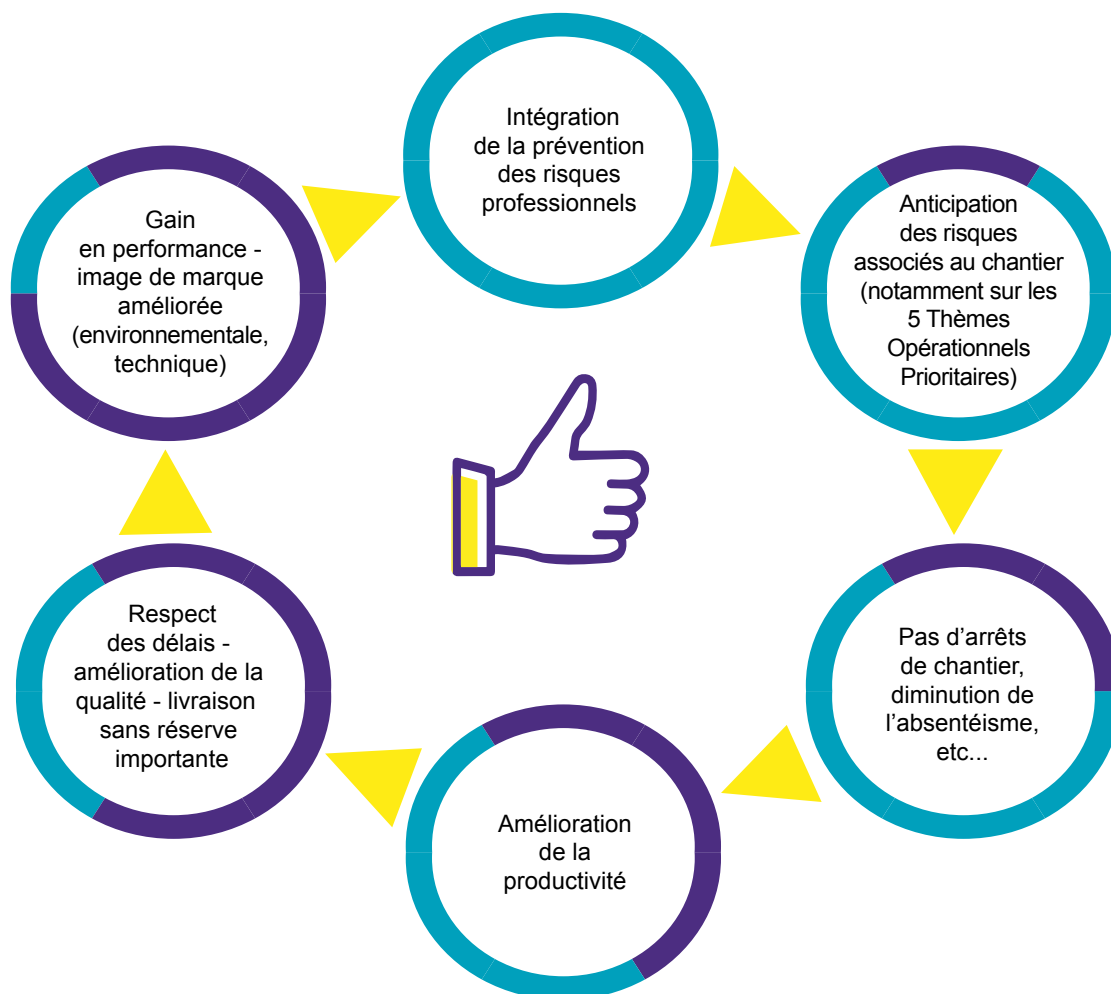 Intégration
de la prévention
des risques
professionnels
Anticipation
des risques
associés au chantier
(notamment sur les
5 Thèmes
Opérationnels
Prioritaires)
Pas d’arrêts
de chantier,
diminution de
l’absentéisme,
etc...
Amélioration
de la
productivité
Respect
des délais -
amélioration de la
qualité - livraison
sans réserve
importante
Gain
en performance -
image de marque
améliorée
(environnementale,
technique)